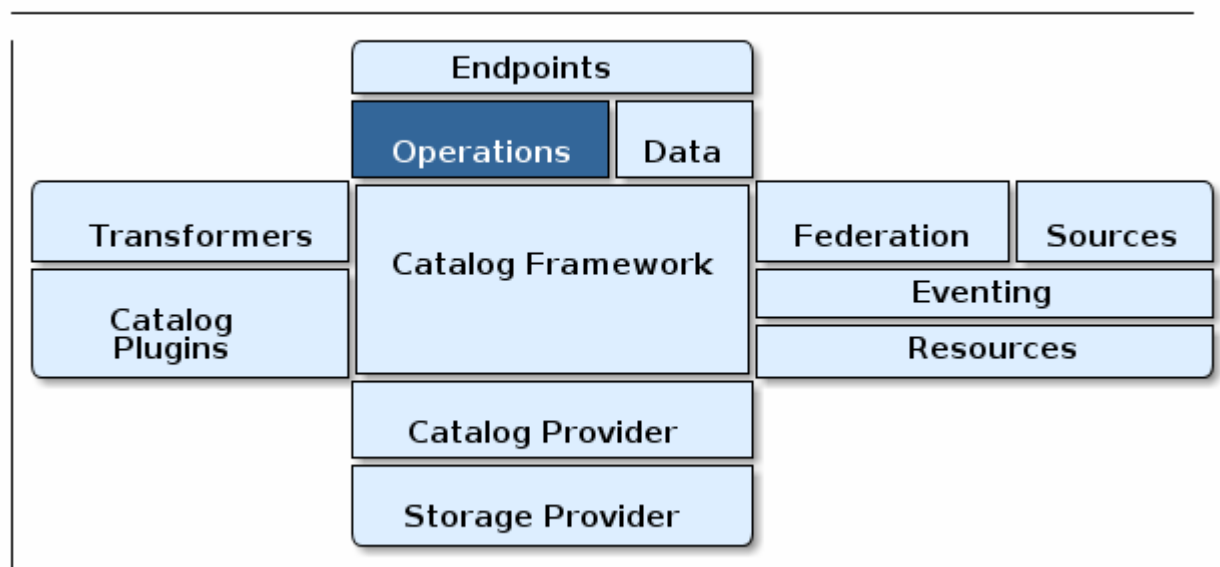 Endpoints
Operations
Data
Transformers
Catalog Framework
Federation
Sources
Eventing
Catalog
Plugins
Resources
Catalog Provider
Storage Provider